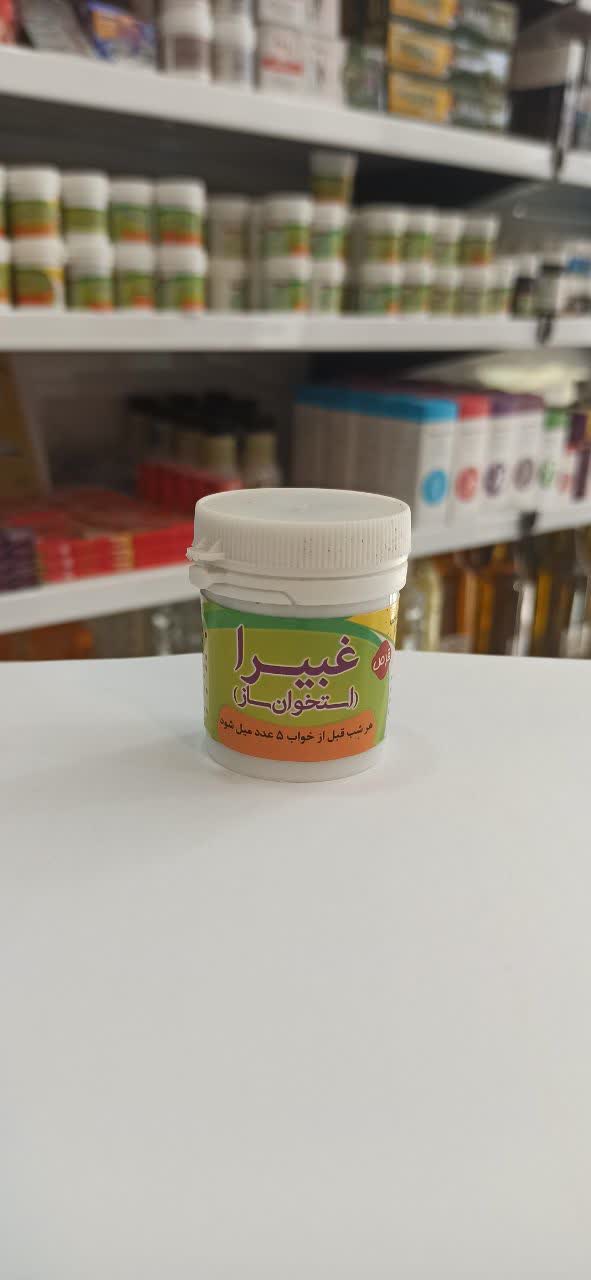 غبیرا
قرص
(استخوان‌ساز)
هر شب قبل از خواب ۵ عدد میل شود